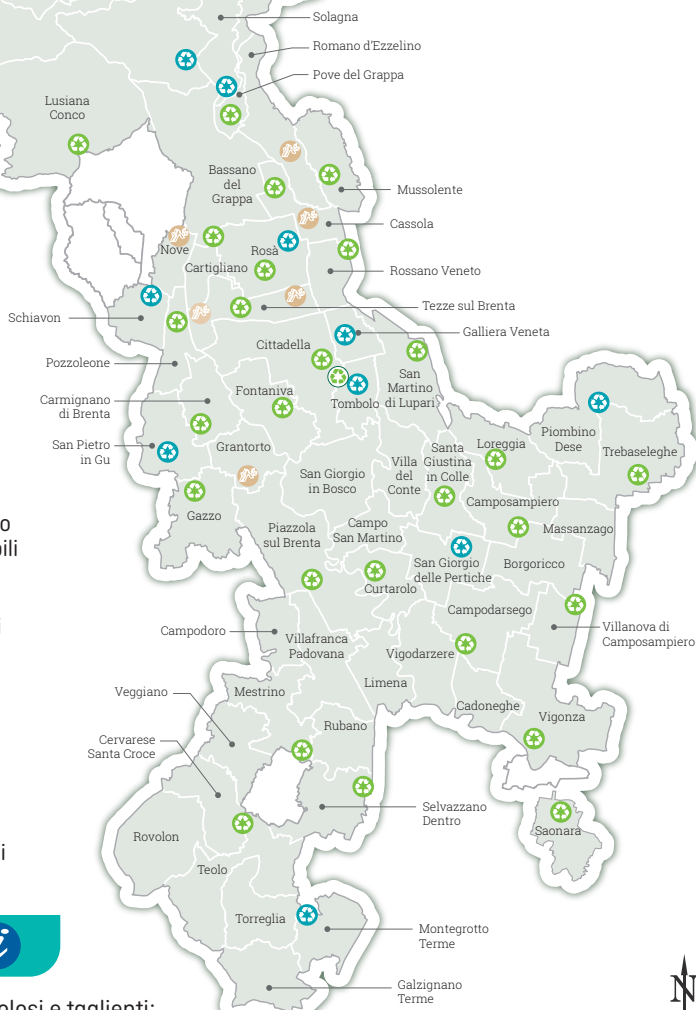 Solagna
Romano d'Ezzelino
Pove del Grappa
Lusiana
Conco
Bassano
del
Grappa
Mussolente
Cassola
Nove
Rosà
Cartigliano
Rossano Veneto
Tezze sul Brenta
Schiavon
Galliera Veneta
Cittadella
Pozzoleone
San
Martino
di Lupari
Fontaniva
Tombolo
Carmignano
di Brenta
San Pietro
in Gu
Grantorto
San Giorgio
in Bosco
Villa
del
Conte
Santa
Giustina
in Colle
Loreggia
Piombino
Dese
Trebaseleghe
Gazzo
Camposampiero
Piazzola
sul Brenta
Campo
San Martino
Massanzago
San Giorgio
delle Pertiche
Borgoricco
Curtarolo
Campodarsego
Campodoro
Villafranca
Padovana
Vigodarzere
Villanova di
Camposampiero
Limena
Veggiano
Mestrino
Cadoneghe
Vigonza
Rubano
Cervarese
Santa Croce
Selvazzano
Dentro
Saonara
Rovolon
Teolo
Torreglia
Montegrotto
Terme
Galzignano
Terme
o
bili
i
i
i
olosi e taglienti:
N